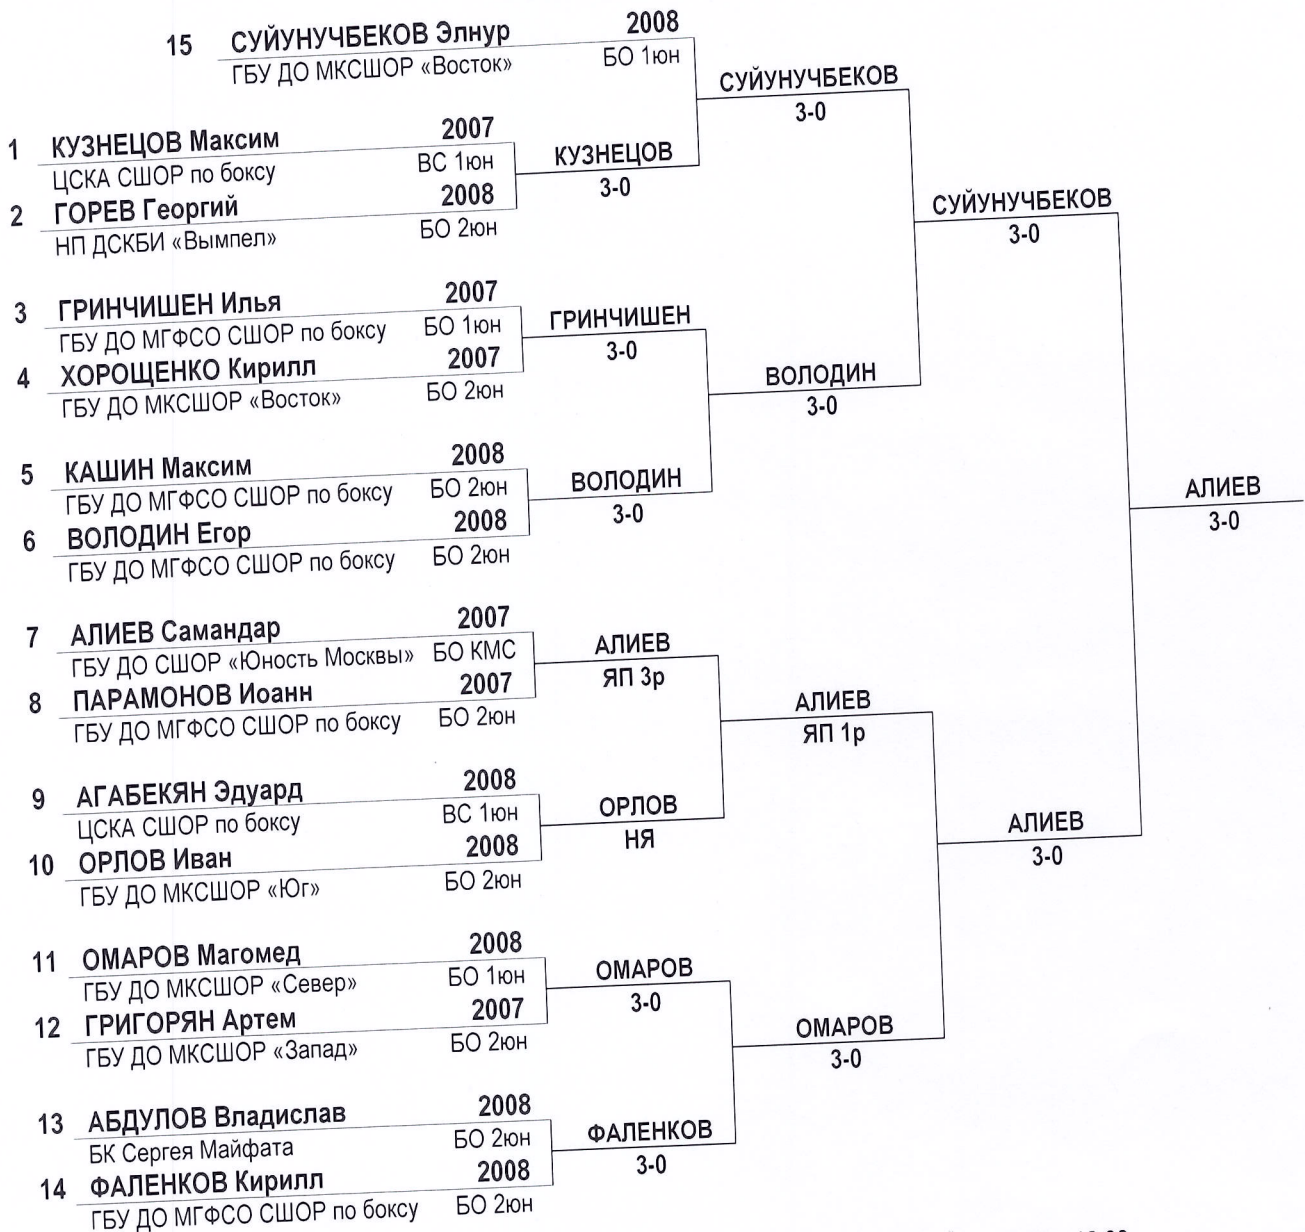 15 СУЙУНУЧБЕКОВ Элнур 2008
ГБУ ДО МКСШОР «Восток» БО 1юн
СУЙУНУЧБЕКОВ
3-0
1 КУЗНЕЦОВ Максим 2007
ЦСКА СШОР по боксу ВС 1юн
КУЗНЕЦОВ
3-0
2 ГОРЕВ Георгий 2008
НП ДСКБИ «Вымпел» БО 2юн
СУЙУНУЧБЕКОВ
3-0
3 ГРИНЧИШЕН Илья 2007
ГБУ ДО МГФСО СШОР по боксу БО 1юн
ГРИНЧИШЕН
3-0
4 ХОРОЩЕНКО Кирилл 2007
ГБУ ДО МКСШОР «Восток» БО 2юн
ВОЛОДИН
3-0
5 КАШИН Максим 2008
ГБУ ДО МГФСО СШОР по боксу БО 2юн
ВОЛОДИН
3-0
6 ВОЛОДИН Егор 2008
ГБУ ДО МГФСО СШОР по боксу БО 2юн
АЛИЕВ
3-0
7 АЛИЕВ Самандар 2007
ГБУ ДО СШОР «Юность Москвы» БО КМС
АЛИЕВ
ЯП 3р
8 ПАРАМОНОВ Иоанн 2007
ГБУ ДО МГФСО СШОР по боксу БО 2юн
АЛИЕВ
ЯП 1р
9 АГАБЕКЯН Эдуард 2008
ЦСКА СШОР по боксу ВС 1юн
ОРЛОВ
НЯ
10 ОРЛОВ Иван 2008
ГБУ ДО МКСШОР «Юг» БО 2юн
АЛИЕВ
3-0
11 ОМАРОВ Магомед 2008
ГБУ ДО МКСШОР «Север» БО 1юн
ОМАРОВ
3-0
12 ГРИГОРЯН Артем 2007
ГБУ ДО МКСШОР «Запад» БО 2юн
ОМАРОВ
3-0
13 АБДУЛОВ Владислав 2008
БК Сергея Майфата БО 2юн
ФАЛЕНКОВ
3-0
14 ФАЛЕНКОВ Кирилл 2008
ГБУ ДО МГФСО СШОР по боксу БО 2юн